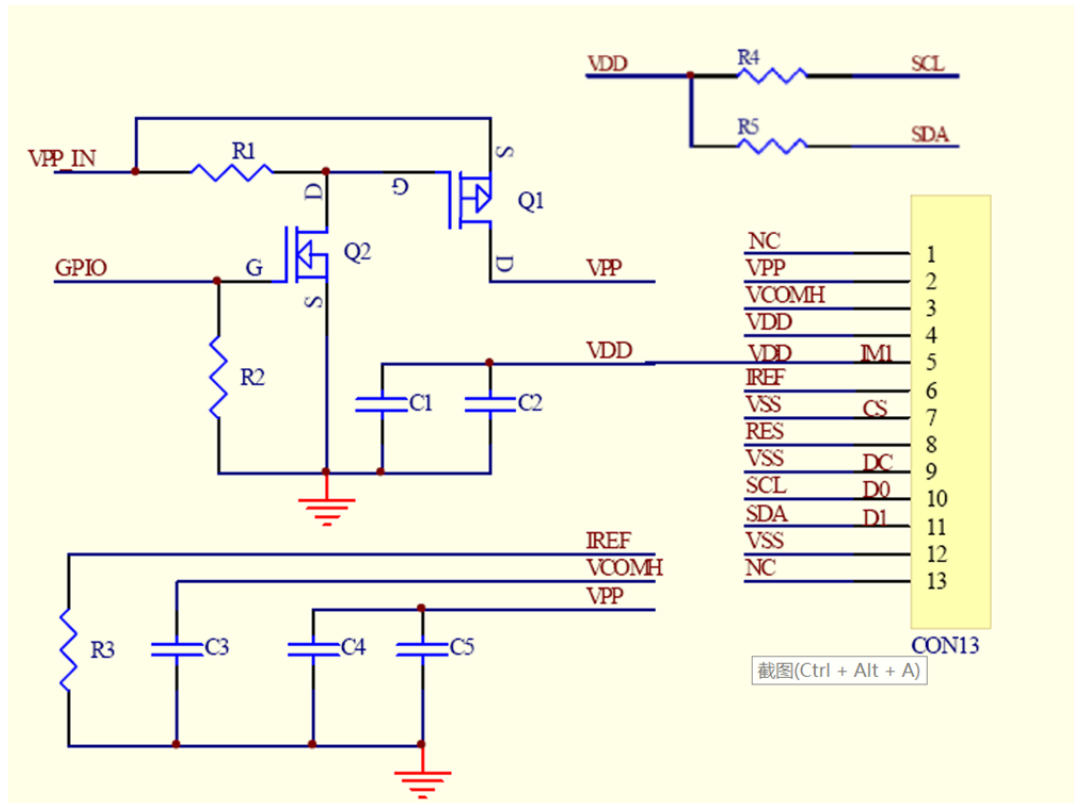 VDD R4 SCL
R5 SDA
VPP_IN R1 S
D G Q1
GPIO G Q2 D VPP
S
R2 VDD
C1 C2
NC 1
VPP 2
VCOMH 3
VDD 4
VDD IM1 5
IREF 6
VSS CS 7
RES 8
VSS DC 9
SCL D0 10
SDA D1 11
VSS 12
NC 13
CON13
IREF
VCOMH
VPP
R3 C3 C4 C5
截图(Ctrl + Alt + A)